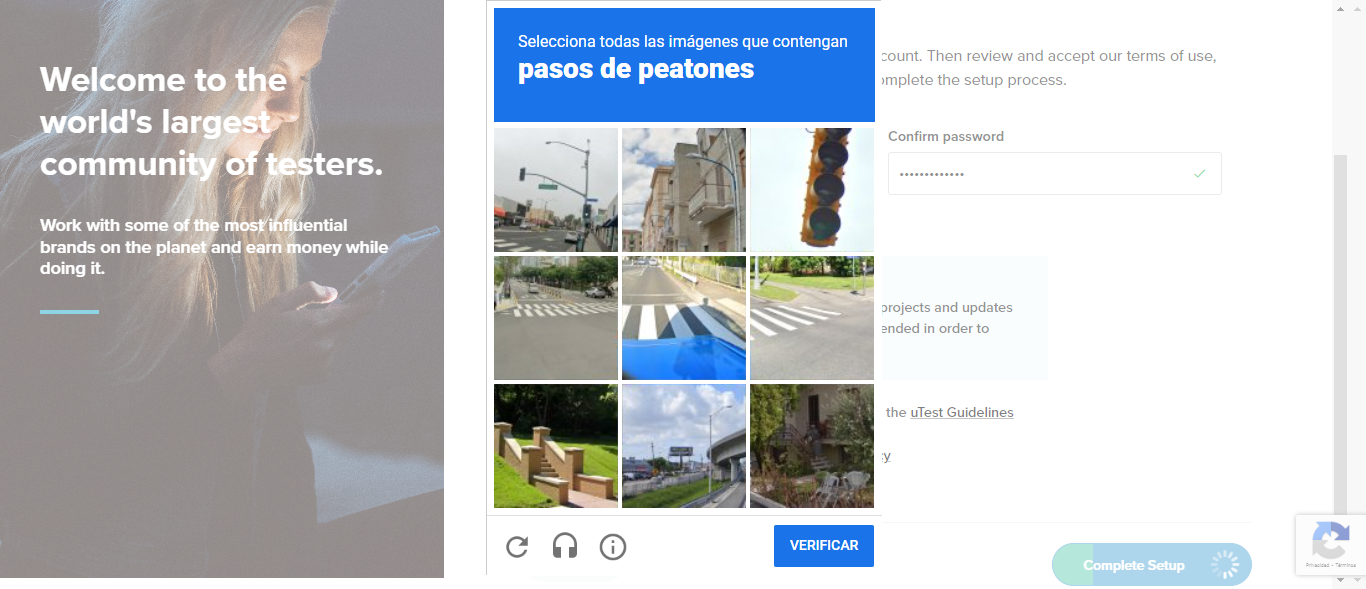 Welcome to the
world's largest
community of testers.
Work with some of the most influential
brands on the planet and earn money while
doing it.
Selecciona todas las imágenes que contengan
pasos de peatones
VERIFICAR
count. Then review and accept our terms of use,
mplete the setup process.
Confirm password
•••••••••••••
projects and updates
ended in order to
the uTest Guidelines
cy
Complete Setup
Privacidad - Términos